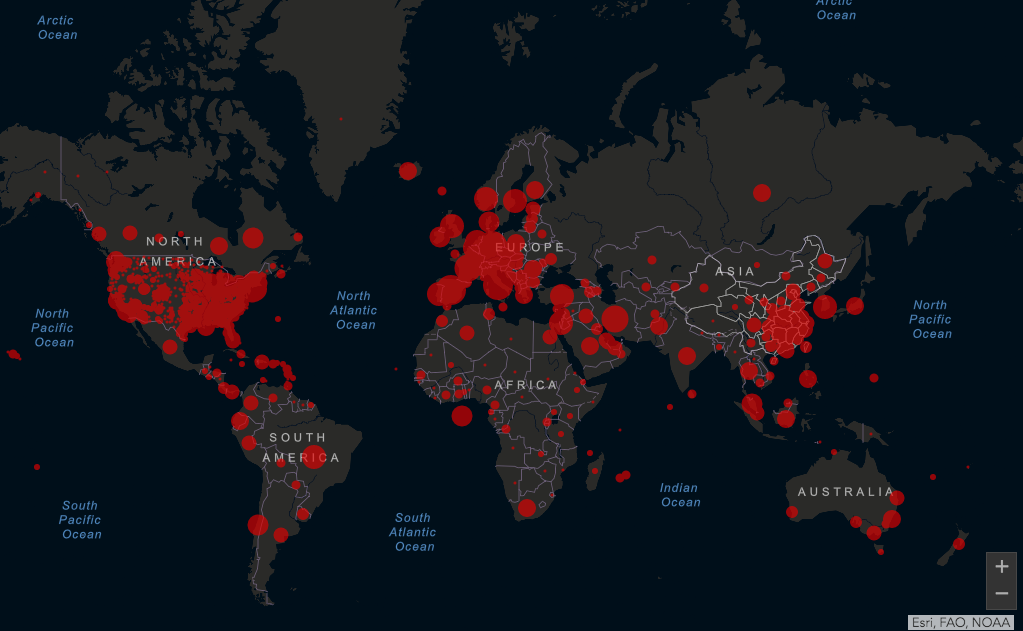 Arctic
Ocean
Arctic
Ocean
NORTH
AMERICA
EUROPE
ASIA
North
Pacific
Ocean
North
Atlantic
Ocean
North
Pacific
Ocean
AFRICA
SOUTH
AMERICA
South
Pacific
Ocean
South
Atlantic
Ocean
Indian
Ocean
AUSTRALIA
+
−
Esri, FAO, NOAA